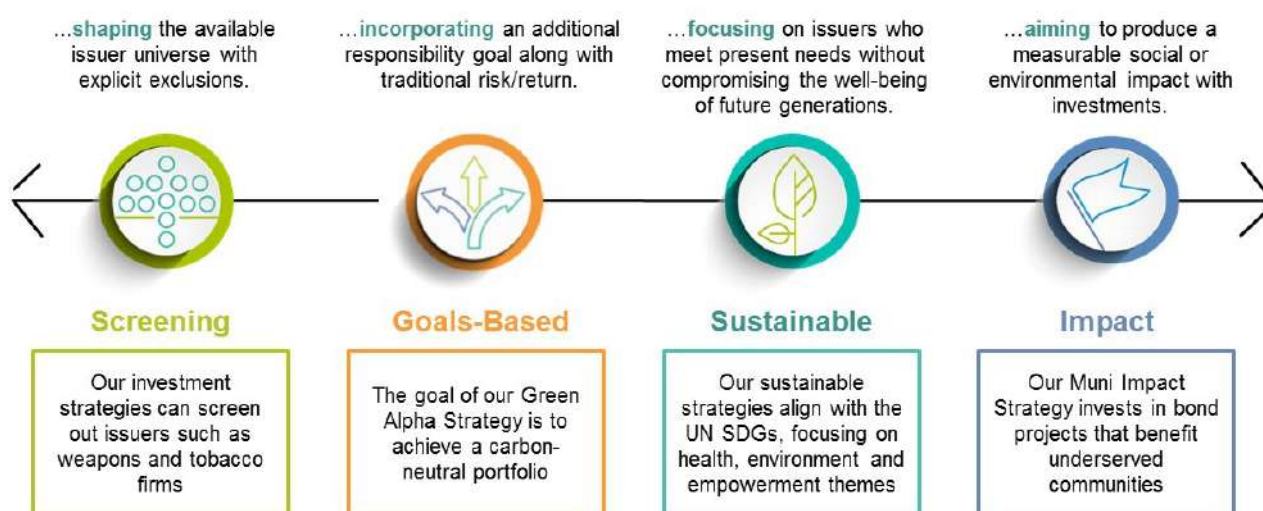 …shaping the available
issuer universe with
explicit exclusions.
…incorporating an additional
responsibility goal along with
traditional risk/return.
…focusing on issuers who
meet present needs without
compromising the well-being
of future generations.
…aiming to produce a
measurable social or
environmental impact with
investments.
Screening
Goals-Based
Sustainable
Impact
Our investment
strategies can screen
out issuers such as
weapons and tobacco
firms
The goal of our Green
Alpha Strategy is to
achieve a carbon-
neutral portfolio
Our sustainable
strategies align with the
UN SDGs, focusing on
health, environment and
empowerment themes
Our Muni Impact
Strategy invests in bond
projects that benefit
underserved
communities